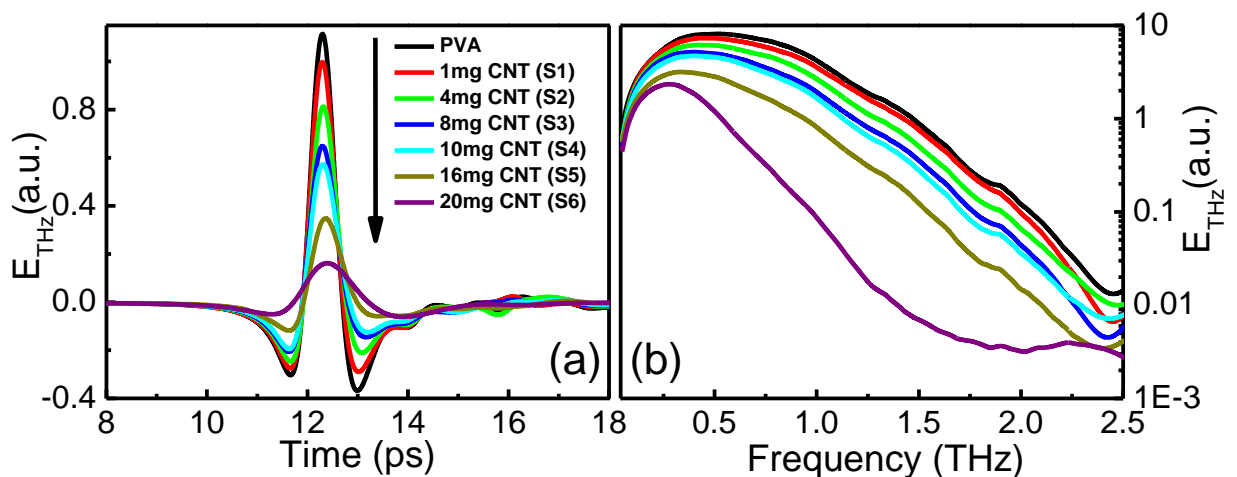 E_THz(a.u.)
0.8
0.4
0.0
-0.4
8
10
12
14
16
18
Time (ps)
PVA
1mg CNT (S1)
4mg CNT (S2)
8mg CNT (S3)
10mg CNT (S4)
16mg CNT (S5)
20mg CNT (S6)
(a)
(b)
0.5
1.0
1.5
2.0
2.5
Frequency (THz)
10
1
0.1
0.01
1E-3
E_THz(a.u.)